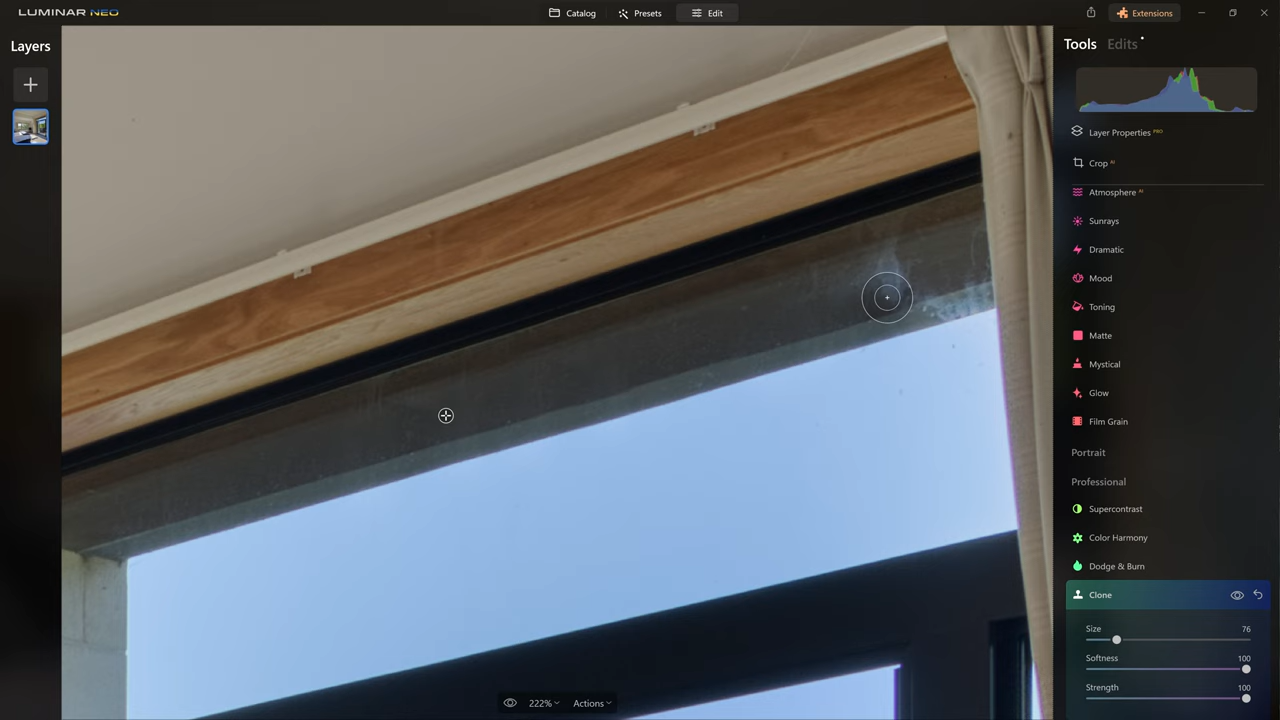 LUMINAR NEO
Catalog
Presets
Edit
Extensions
Layers
Tools Edits
Layer Properties PRO
Crop AI
Atmosphere AI
Sunrays
Dramatic
Mood
Toning
Matte
Mystical
Glow
Film Grain
Portrait
Professional
Supercontrast
Color Harmony
Dodge & Burn
Clone
Size 76
Softness 100
Strength 100
222%
Actions